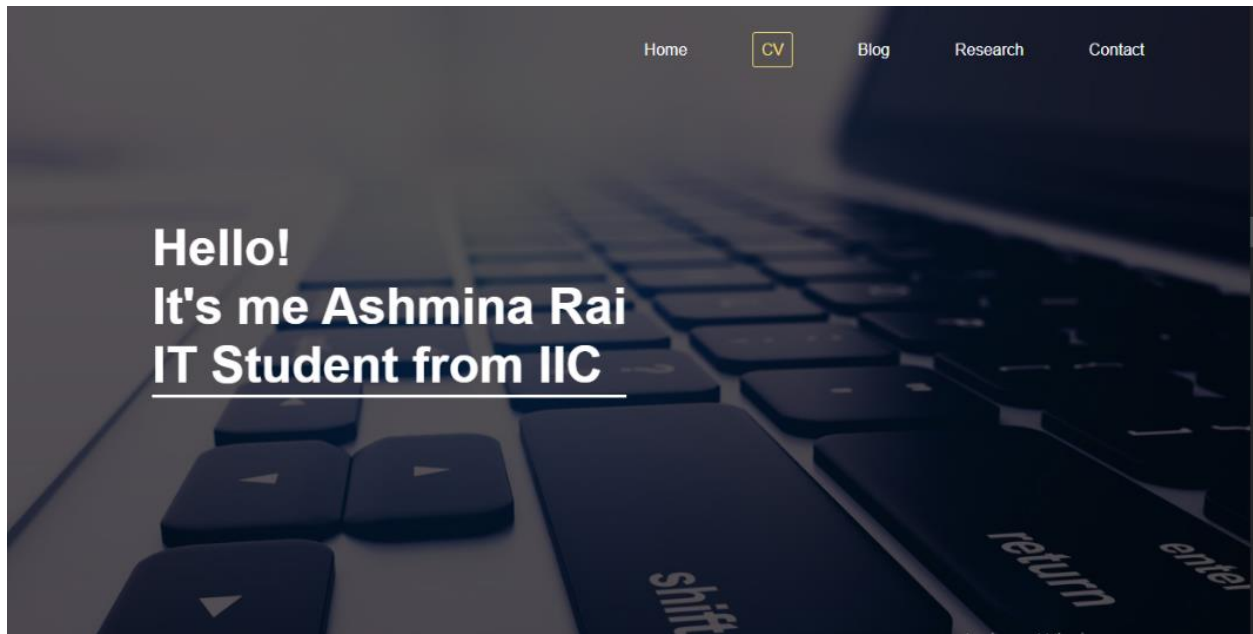 Home CV Blog Research Contact
Hello!
It's me Ashmina Rai
IT Student from IIC
shift
return
enter